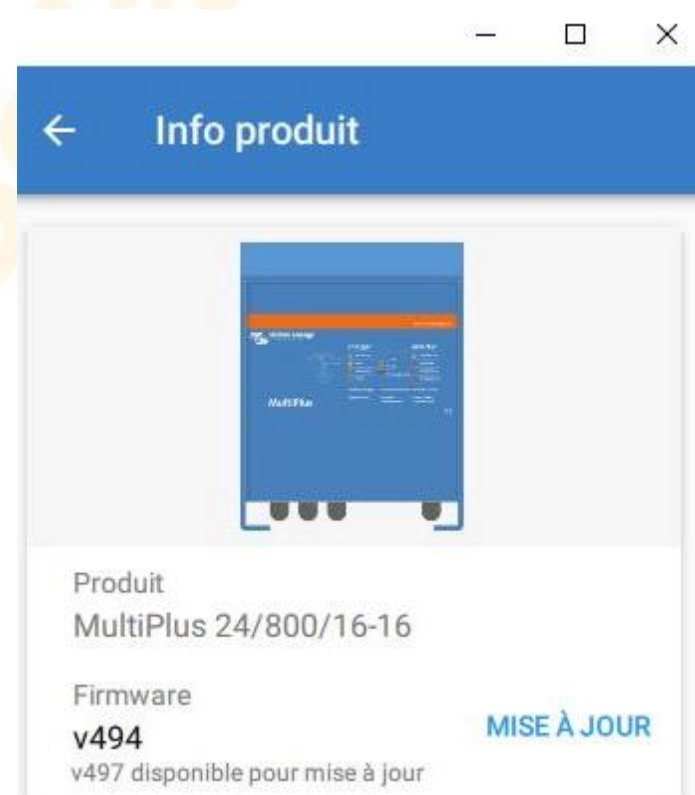 Info produit
MultiPlus
Produit
MultiPlus 24/800/16-16
Firmware
v494
MISE À JOUR
v497 disponible pour mise à jour